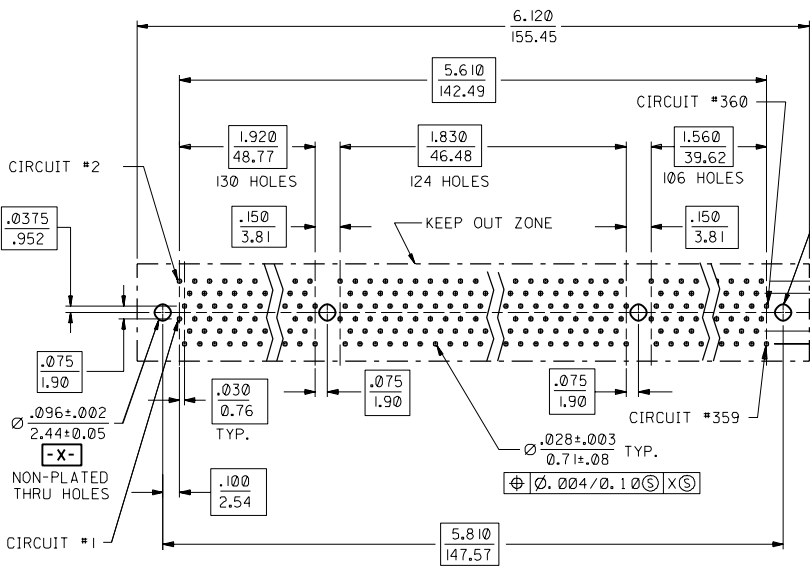 6.120
155.45
5.610
142.49
CIRCUIT #360
1.920
48.77
130 HOLES
1.830
46.48
124 HOLES
1.560
39.62
106 HOLES
CIRCUIT #2
.0375
.952
.150
3.81
KEEP OUT ZONE
.150
3.81
.075
1.90
.030
0.76
TYP.
.075
1.90
.075
1.90
CIRCUIT #359
Ø .096±.002
2.44±0.05
-X-
NON-PLATED
THRU HOLES
Ø .028±.003 TYP.
0.71±.08
⌖ Ø.004/0.10Ⓢ XⓈ
.100
2.54
CIRCUIT #1
5.810
147.57